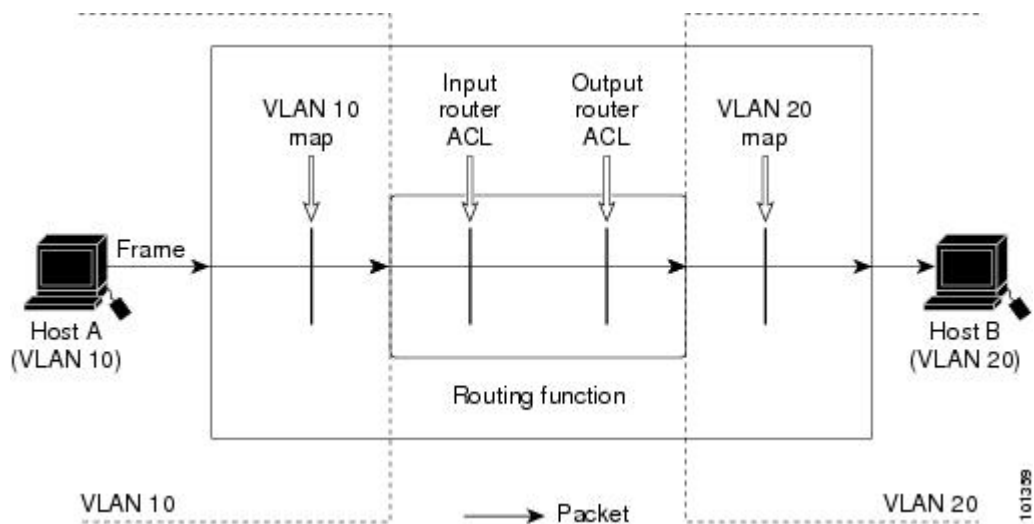 VLAN 10
map
Input
router
ACL
Output
router
ACL
VLAN 20
map
Frame
Host A
(VLAN 10)
Host B
(VLAN 20)
Routing function
VLAN 10
Packet
VLAN 20
101359